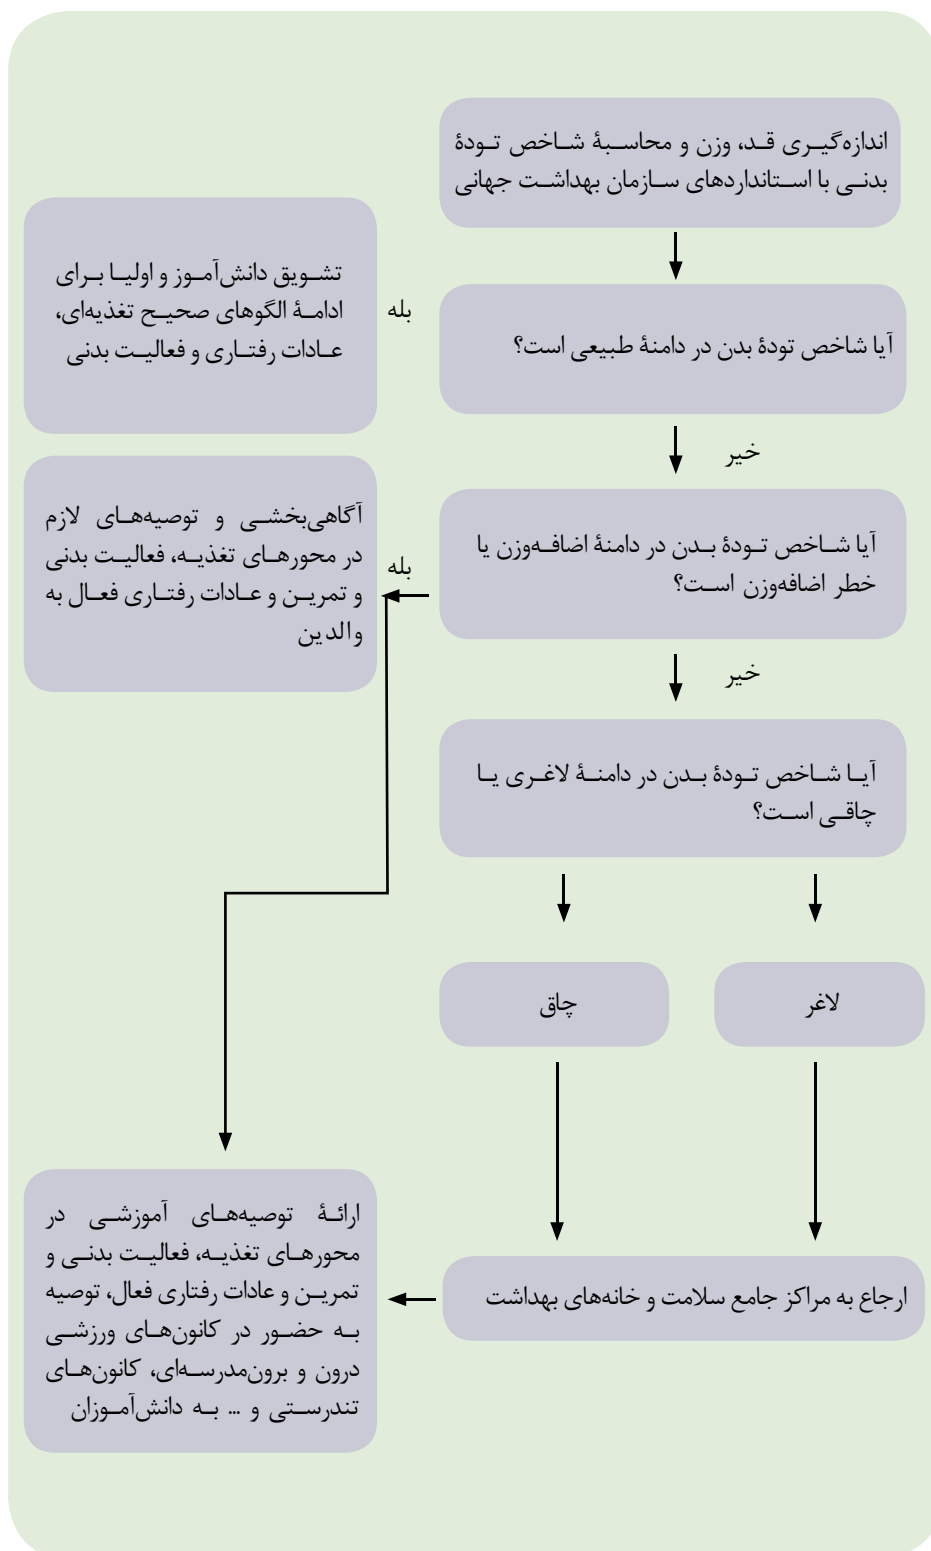 اندازه‌گیری قد، وزن و محاسبهٔ شاخص تودهٔ
بدنی با استانداردهای سازمان بهداشت جهانی
آیا شاخص تودهٔ بدن در دامنهٔ طبیعی است؟
بله
تشویق دانش‌آموز و اولیا برای
ادامهٔ الگوهای صحیح تغذیه‌ای،
عادات رفتاری و فعالیت بدنی
خیر
آیا شاخص تودهٔ بدن در دامنهٔ اضافه‌وزن یا
خطر اضافه‌وزن است؟
بله
آگاهی‌بخشی و توصیه‌های لازم
در محورهای تغذیه، فعالیت بدنی
و تمرین و عادات رفتاری فعال به
والدین
خیر
آیا شاخص تودهٔ بدن در دامنهٔ لاغری یا
چاقی است؟
لاغر
چاق
ارجاع به مراکز جامع سلامت و خانه‌های بهداشت
ارائهٔ توصیه‌های آموزشی در
محورهای تغذیه، فعالیت بدنی و
تمرین و عادات رفتاری فعال، توصیه
به حضور در کانون‌های ورزشی
درون و برون‌مدرسه‌ای، کانون‌های
تندرستی و ... به دانش‌آموزان